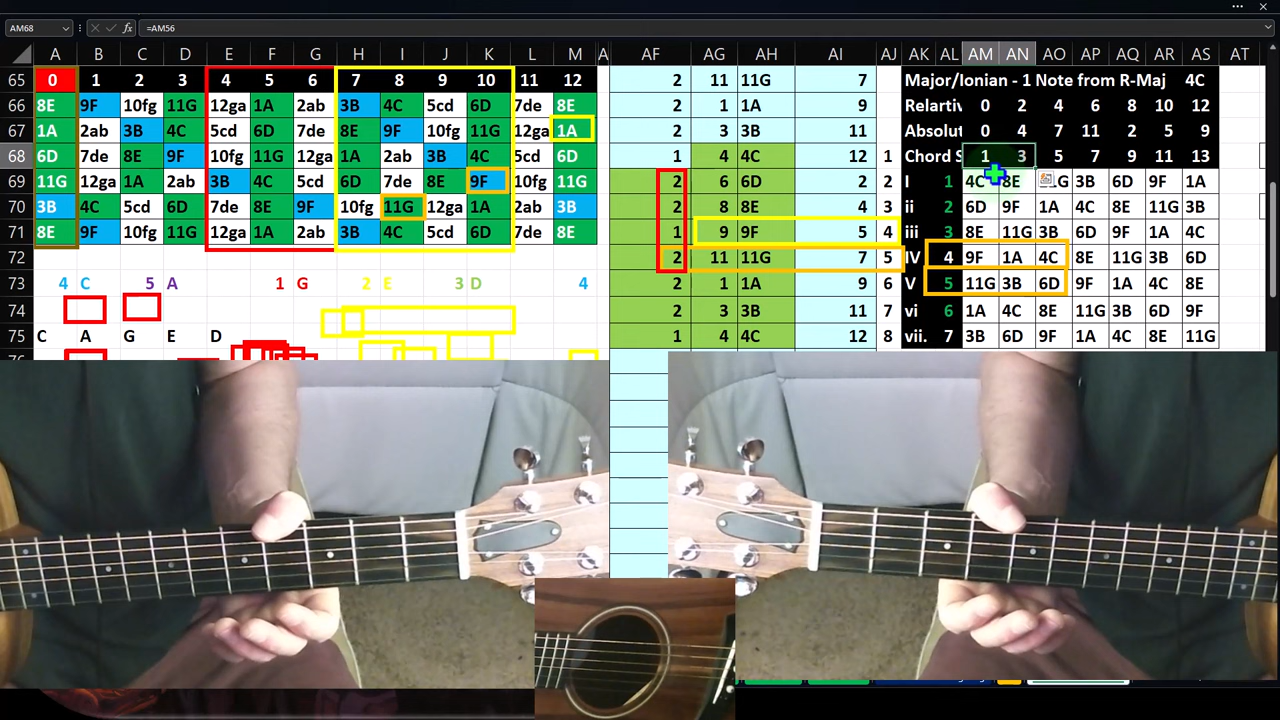 AM68 fx =AM56
A B C D E F G H I J K L M A AF AG AH AI AJ AK AL AM AN AO AP AQ AR AS AT
65 0 1 2 3 4 5 6 7 8 9 10 11 12 2 11 11G 7 Major/Ionian - 1 Note from R-Maj 4C
66 8E 9F 10fg 11G 12ga 1A 2ab 3B 4C 5cd 6D 7de 8E 2 1 1A 9 Relartiv 0 2 4 6 8 10 12
67 1A 2ab 3B 4C 5cd 6D 7de 8E 9F 10fg 11G 12ga 1A 2 3 3B 11 Absolut 0 4 7 11 2 5 9
68 6D 7de 8E 9F 10fg 11G 12ga 1A 2ab 3B 4C 5cd 6D 1 4 4C 12 1 Chord S 1 3 5 7 9 11 13
69 11G 12ga 1A 2ab 3B 4C 5cd 6D 7de 8E 9F 10fg 11G 2 6 6D 2 2 I 1 4C 8E 11G 3B 6D 9F 1A
70 3B 4C 5cd 6D 7de 8E 9F 10fg 11G 12ga 1A 2ab 3B 2 8 8E 4 3 ii 2 6D 9F 1A 4C 8E 11G 3B
71 8E 9F 10fg 11G 12ga 1A 2ab 3B 4C 5cd 6D 7de 8E 1 9 9F 5 4 iii 3 8E 11G 3B 6D 9F 1A 4C
72 2 11 11G 7 5 IV 4 9F 1A 4C 8E 11G 3B 6D
73 4 C 5 A 1 G 2 E 3 D 4 2 1 1A 9 6 V 5 11G 3B 6D 9F 1A 4C 8E
74 2 3 3B 11 7 vi 6 1A 4C 8E 11G 3B 6D 9F
75 C A G E D 1 4 4C 12 8 vii. 7 3B 6D 9F 1A 4C 8E 11G